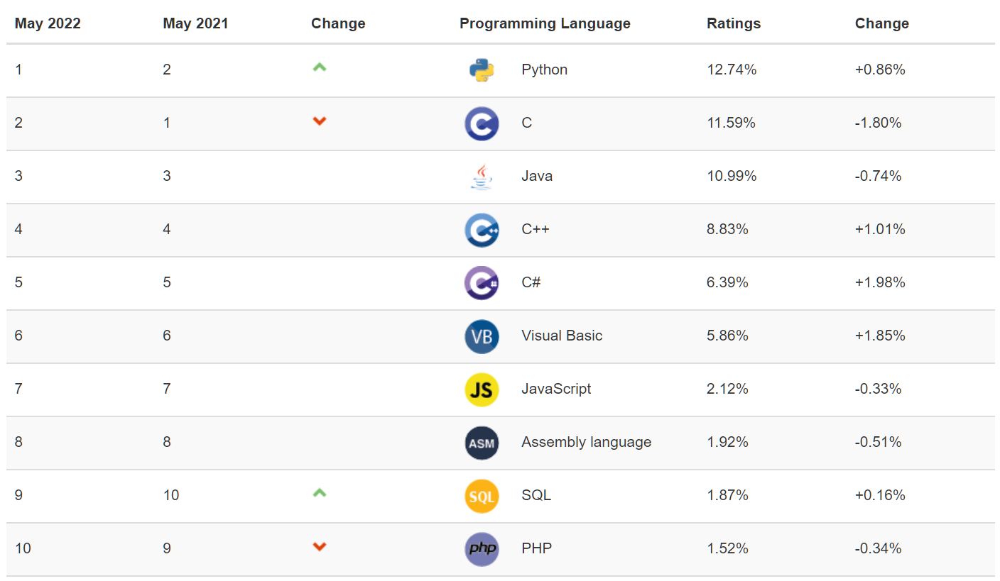 May 2022 May 2021 Change Programming Language Ratings Change
1 2 Python 12.74% +0.86%
2 1 C C 11.59% -1.80%
3 3 Java 10.99% -0.74%
4 4 C++ C++ 8.83% +1.01%
5 5 C# C# 6.39% +1.98%
6 6 VB Visual Basic 5.86% +1.85%
7 7 JS JavaScript 2.12% -0.33%
8 8 ASM Assembly language 1.92% -0.51%
9 10 SQL SQL 1.87% +0.16%
10 9 php PHP 1.52% -0.34%